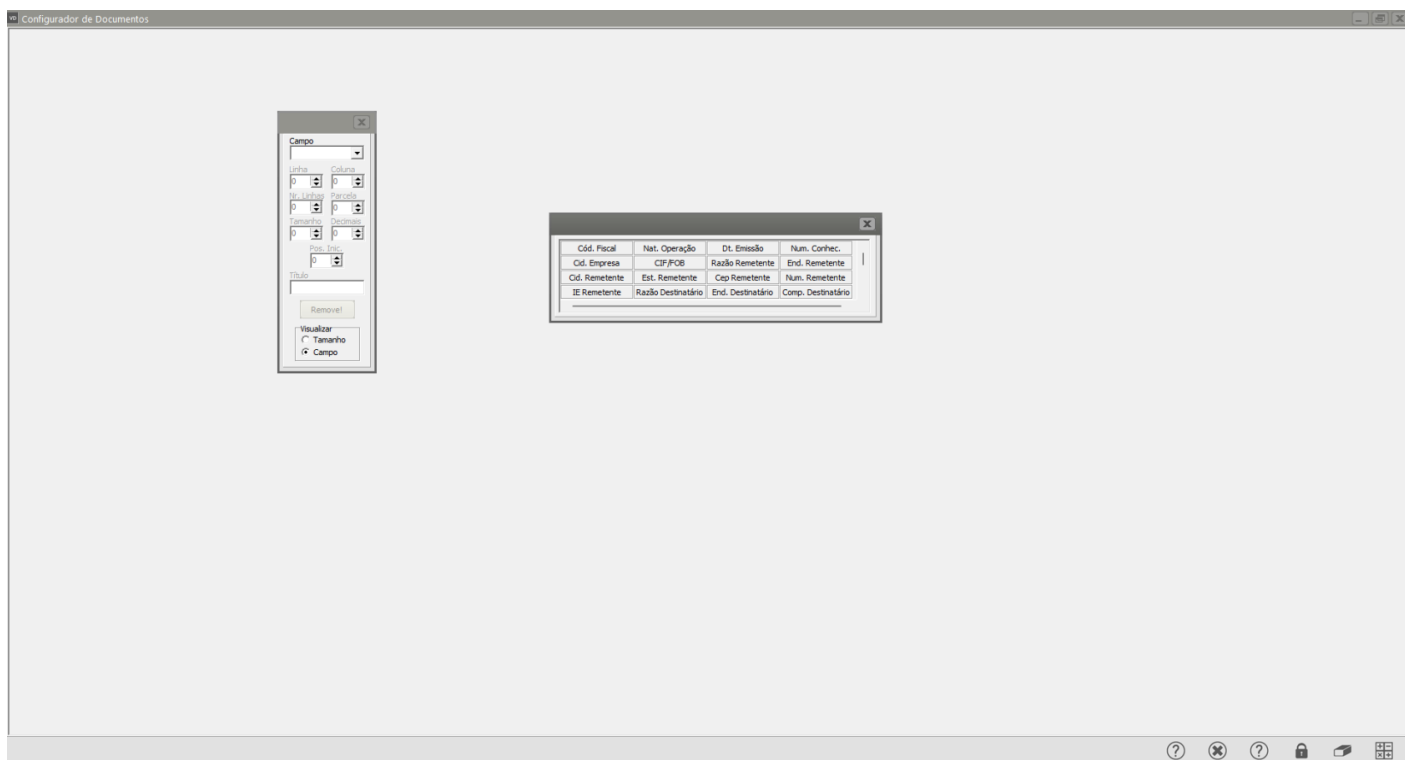 VD Configurador de Documentos
Campo
Linha Coluna
0 0
Nr. Linhas Parcela
0 0
Tamanho Decimais
0 0
Pos. Inic.
0
Título
Remove!
Visualizar
Tamanho
Campo
Cód. Fiscal Nat. Operação Dt. Emissão Num. Conhec.
Cid. Empresa CIF/FOB Razão Remetente End. Remetente
Cid. Remetente Est. Remetente Cep Remetente Num. Remetente
IE Remetente Razão Destinatário End. Destinatário Comp. Destinatário